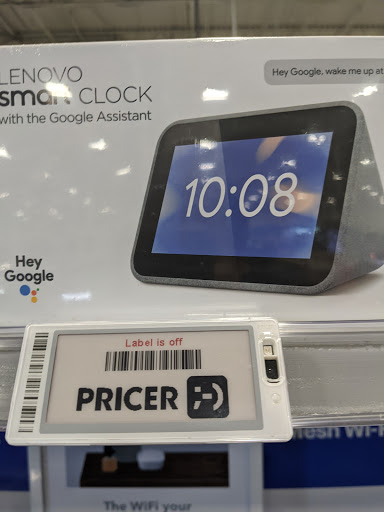 LENOVO
smart CLOCK
with the Google Assistant
Hey Google, wake me up at
10:08
Hey
Google
Label is off
PRICER
The WiFi your